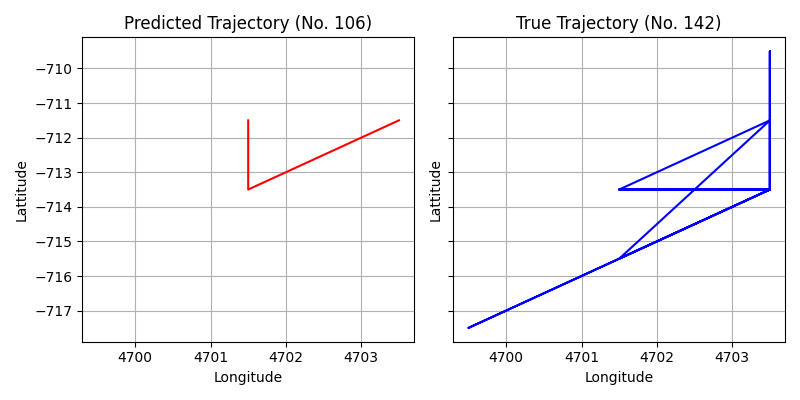 Predicted Trajectory (No. 106)
Lattitude
−710
−711
−712
−713
−714
−715
−716
−717
4700
4701
4702
4703
Longitude
True Trajectory (No. 142)
Lattitude
4700
4701
4702
4703
Longitude